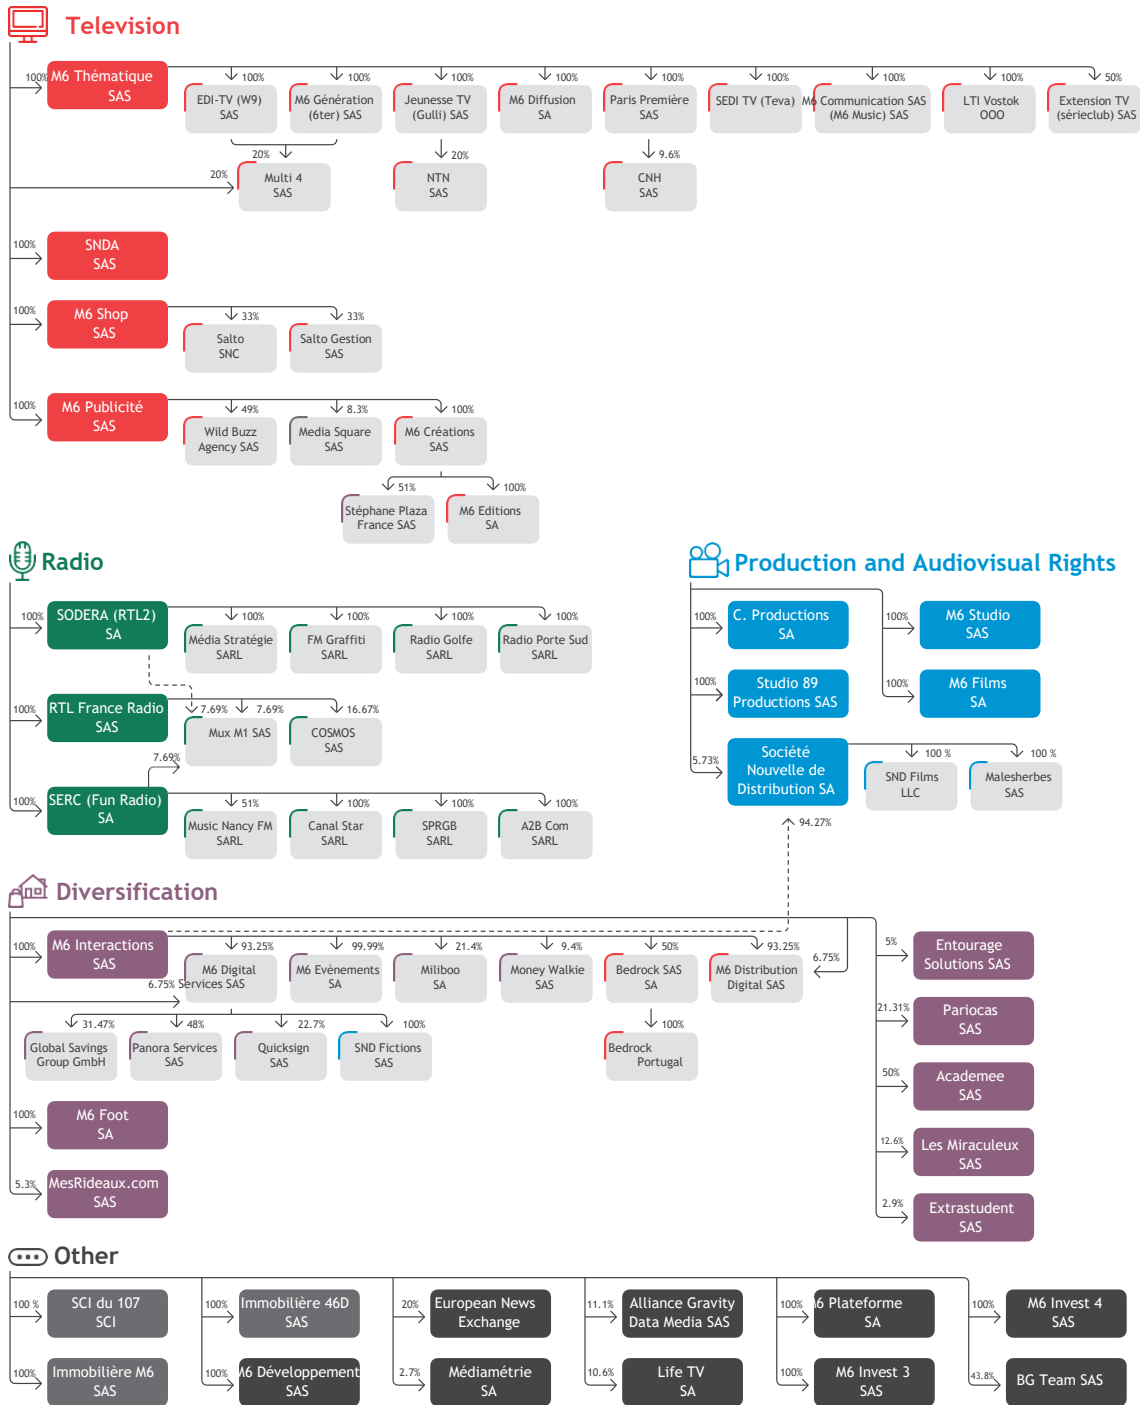 Television
100%
M6 Thématique
SAS
100%
100%
100%
100%
100%
100%
100%
100%
50%
EDI-TV (W9)
SAS
M6 Génération
(6ter) SAS
Jeunesse TV
(Gulli) SAS
M6 Diffusion
SA
Paris Première
SAS
SEDI TV (Teva)
M6 Communication SAS
(M6 Music) SAS
LTI Vostok
OOO
Extension TV
(sérieclub) SAS
20%
20%
9.6%
20%
Multi 4
SAS
NTN
SAS
CNH
SAS
100%
SNDA
SAS
100%
M6 Shop
SAS
33%
33%
Salto
SNC
Salto Gestion
SAS
100%
M6 Publicité
SAS
49%
8.3%
100%
Wild Buzz
Agency SAS
Media Square
SAS
M6 Créations
SAS
51%
100%
Stéphane Plaza
France SAS
M6 Editions
SA
Radio
100%
SODERA (RTL2)
SA
100%
100%
100%
100%
Média Stratégie
SARL
FM Graffiti
SARL
Radio Golfe
SARL
Radio Porte Sud
SARL
100%
RTL France Radio
SAS
7.69%
7.69%
16.67%
Mux M1 SAS
COSMOS
SAS
7.69%
100%
SERC (Fun Radio)
SA
51%
100%
100%
100%
Music Nancy FM
SARL
Canal Star
SARL
SPRGB
SARL
A2B Com
SARL
Production and Audiovisual Rights
100%
C. Productions
SA
100%
M6 Studio
SAS
100%
Studio 89
Productions SAS
100%
M6 Films
SA
5.73%
Société
Nouvelle de
Distribution SA
100 %
100 %
SND Films
LLC
Malesherbes
SAS
94.27%
Diversification
100%
M6 Interactions
SAS
93.25%
99.99%
21.4%
9.4%
50%
93.25%
6.75%
M6 Digital
6.75% Services SAS
M6 Evènements
SA
Miliboo
SA
Money Walkie
SAS
Bedrock SAS
SA
M6 Distribution
Digital SAS
31.47%
48%
22.7%
100%
100%
Global Savings
Group GmbH
Panora Services
SAS
Quicksign
SAS
SND Fictions
SAS
Bedrock
Portugal
100%
M6 Foot
SA
5.3%
MesRideaux.com
SAS
5%
Entourage
Solutions SAS
21.31%
Pariocas
SAS
50%
Academee
SAS
12.6%
Les Miraculeux
SAS
2.9%
Extrastudent
SAS
Other
100 %
SCI du 107
SCI
100%
Immobilière 46D
SAS
20%
European News
Exchange
11.1%
Alliance Gravity
Data Media SAS
100%
M6 Plateforme
SA
100%
M6 Invest 4
SAS
100%
Immobilière M6
SAS
100%
M6 Développement
SAS
2.7%
Médiamétrie
SA
10.6%
Life TV
SA
100%
M6 Invest 3
SAS
43.8%
BG Team SAS